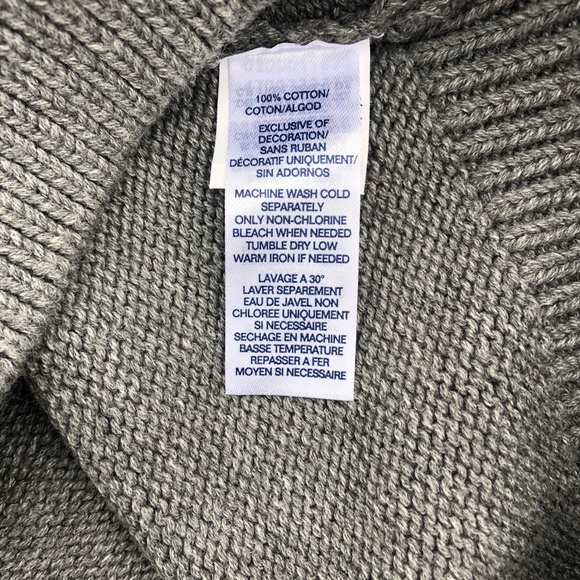 100% COTTON/
COTON/ALGOD
EXCLUSIVE OF
DECORATION/
SANS RUBAN
DÉCORATIF UNIQUEMENT/
SIN ADORNOS
MACHINE WASH COLD
SEPARATELY
ONLY NON-CHLORINE
BLEACH WHEN NEEDED
TUMBLE DRY LOW
WARM IRON IF NEEDED
LAVAGE A 30°
LAVER SEPAREMENT
EAU DE JAVEL NON
CHLOREE UNIQUEMENT
SI NECESSAIRE
SECHAGE EN MACHINE
BASSE TEMPERATURE
REPASSER A FER
MOYEN SI NECESSAIRE